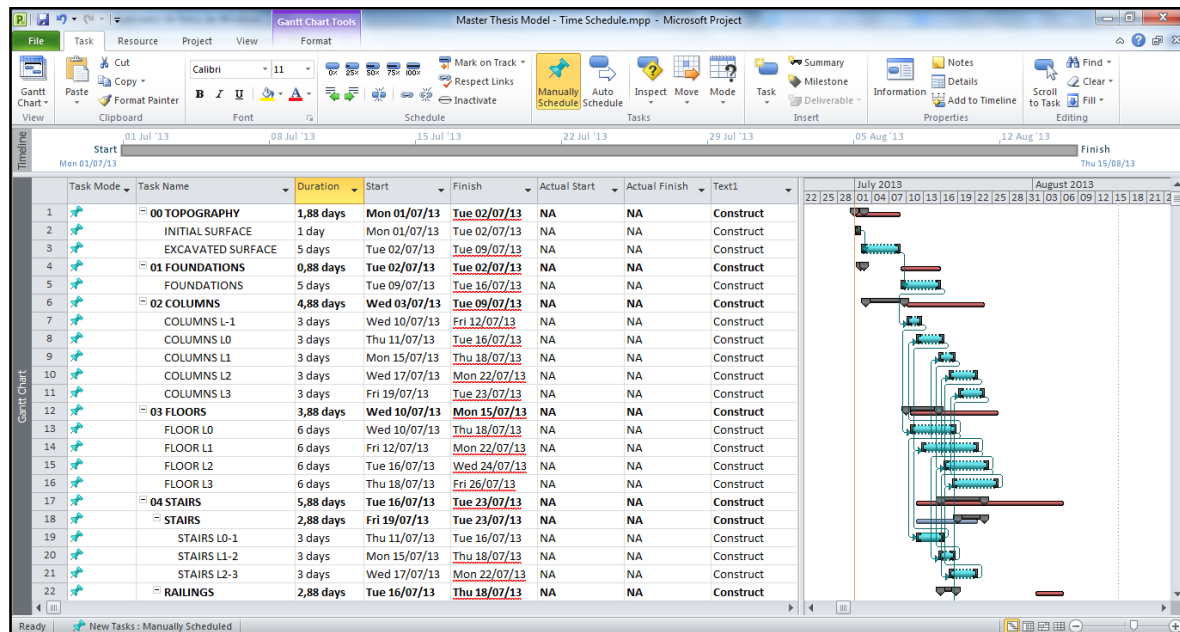 Gantt Chart Tools
Master Thesis Model - Time Schedule.mpp - Microsoft Project
File Task Resource Project View Format
Gantt Chart
View
Paste
Cut
Copy
Format Painter
Clipboard
Calibri 11
B I U A
Font
0% 25% 50% 75% 100%
Mark on Track
Respect Links
Inactivate
Schedule
Manually Schedule
Auto Schedule
Inspect Move Mode
Tasks
Task
Summary
Milestone
Deliverable
Insert
Information
Notes
Details
Add to Timeline
Properties
Scroll to Task
Find
Clear
Fill
Editing
Timeline
01 Jul '13 08 Jul '13 15 Jul '13 22 Jul '13 29 Jul '13 05 Aug '13 12 Aug '13
Start
Mon 01/07/13
Finish
Thu 15/08/13
Gantt Chart
Task Mode Task Name Duration Start Finish Actual Start Actual Finish Text1
July 2013 August 2013
22 25 28 01 04 07 10 13 16 19 22 25 28 31 03 06 09 12 15 18 21
1 00 TOPOGRAPHY 1,88 days Mon 01/07/13 Tue 02/07/13 NA NA Construct
2 INITIAL SURFACE 1 day Mon 01/07/13 Tue 02/07/13 NA NA Construct
3 EXCAVATED SURFACE 5 days Tue 02/07/13 Tue 09/07/13 NA NA Construct
4 01 FOUNDATIONS 0,88 days Tue 02/07/13 Tue 02/07/13 NA NA Construct
5 FOUNDATIONS 5 days Tue 09/07/13 Tue 16/07/13 NA NA Construct
6 02 COLUMNS 4,88 days Wed 03/07/13 Tue 09/07/13 NA NA Construct
7 COLUMNS L-1 3 days Wed 10/07/13 Fri 12/07/13 NA NA Construct
8 COLUMNS L0 3 days Thu 11/07/13 Tue 16/07/13 NA NA Construct
9 COLUMNS L1 3 days Mon 15/07/13 Thu 18/07/13 NA NA Construct
10 COLUMNS L2 3 days Wed 17/07/13 Mon 22/07/13 NA NA Construct
11 COLUMNS L3 3 days Fri 19/07/13 Tue 23/07/13 NA NA Construct
12 03 FLOORS 3,88 days Wed 10/07/13 Mon 15/07/13 NA NA Construct
13 FLOOR L0 6 days Wed 10/07/13 Thu 18/07/13 NA NA Construct
14 FLOOR L1 6 days Fri 12/07/13 Mon 22/07/13 NA NA Construct
15 FLOOR L2 6 days Tue 16/07/13 Wed 24/07/13 NA NA Construct
16 FLOOR L3 6 days Thu 18/07/13 Fri 26/07/13 NA NA Construct
17 04 STAIRS 5,88 days Tue 16/07/13 Tue 23/07/13 NA NA Construct
18 STAIRS 2,88 days Fri 19/07/13 Tue 23/07/13 NA NA Construct
19 STAIRS L0-1 3 days Thu 11/07/13 Tue 16/07/13 NA NA Construct
20 STAIRS L1-2 3 days Mon 15/07/13 Thu 18/07/13 NA NA Construct
21 STAIRS L2-3 3 days Wed 17/07/13 Mon 22/07/13 NA NA Construct
22 RAILINGS 2,88 days Tue 16/07/13 Thu 18/07/13 NA NA Construct
Ready New Tasks : Manually Scheduled